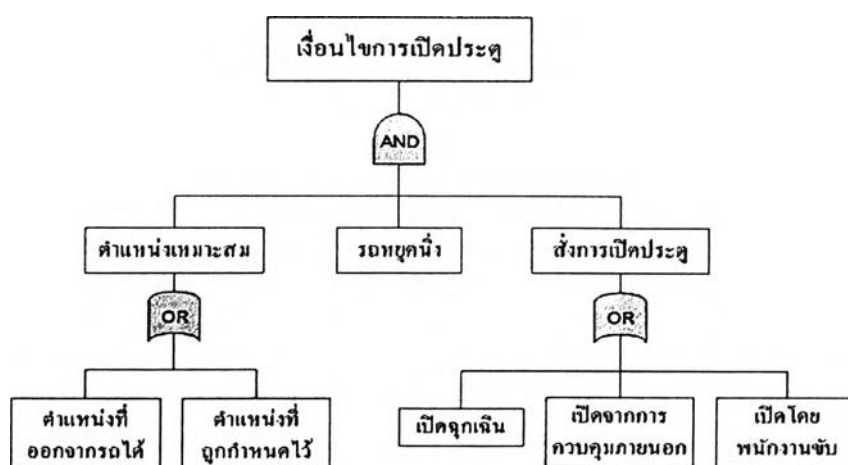 เงื่อนไขการเปิดประตู
AND
ตำแหน่งเหมาะสม
รถหยุดนิ่ง
สั่งการเปิดประตู
OR
OR
ตำแหน่งที่
ออกจากรถได้
ตำแหน่งที่
ถูกกำหนดไว้
เปิดฉุกเฉิน
เปิดจากการ
ควบคุมภายนอก
เปิดโดย
พนักงานขับ